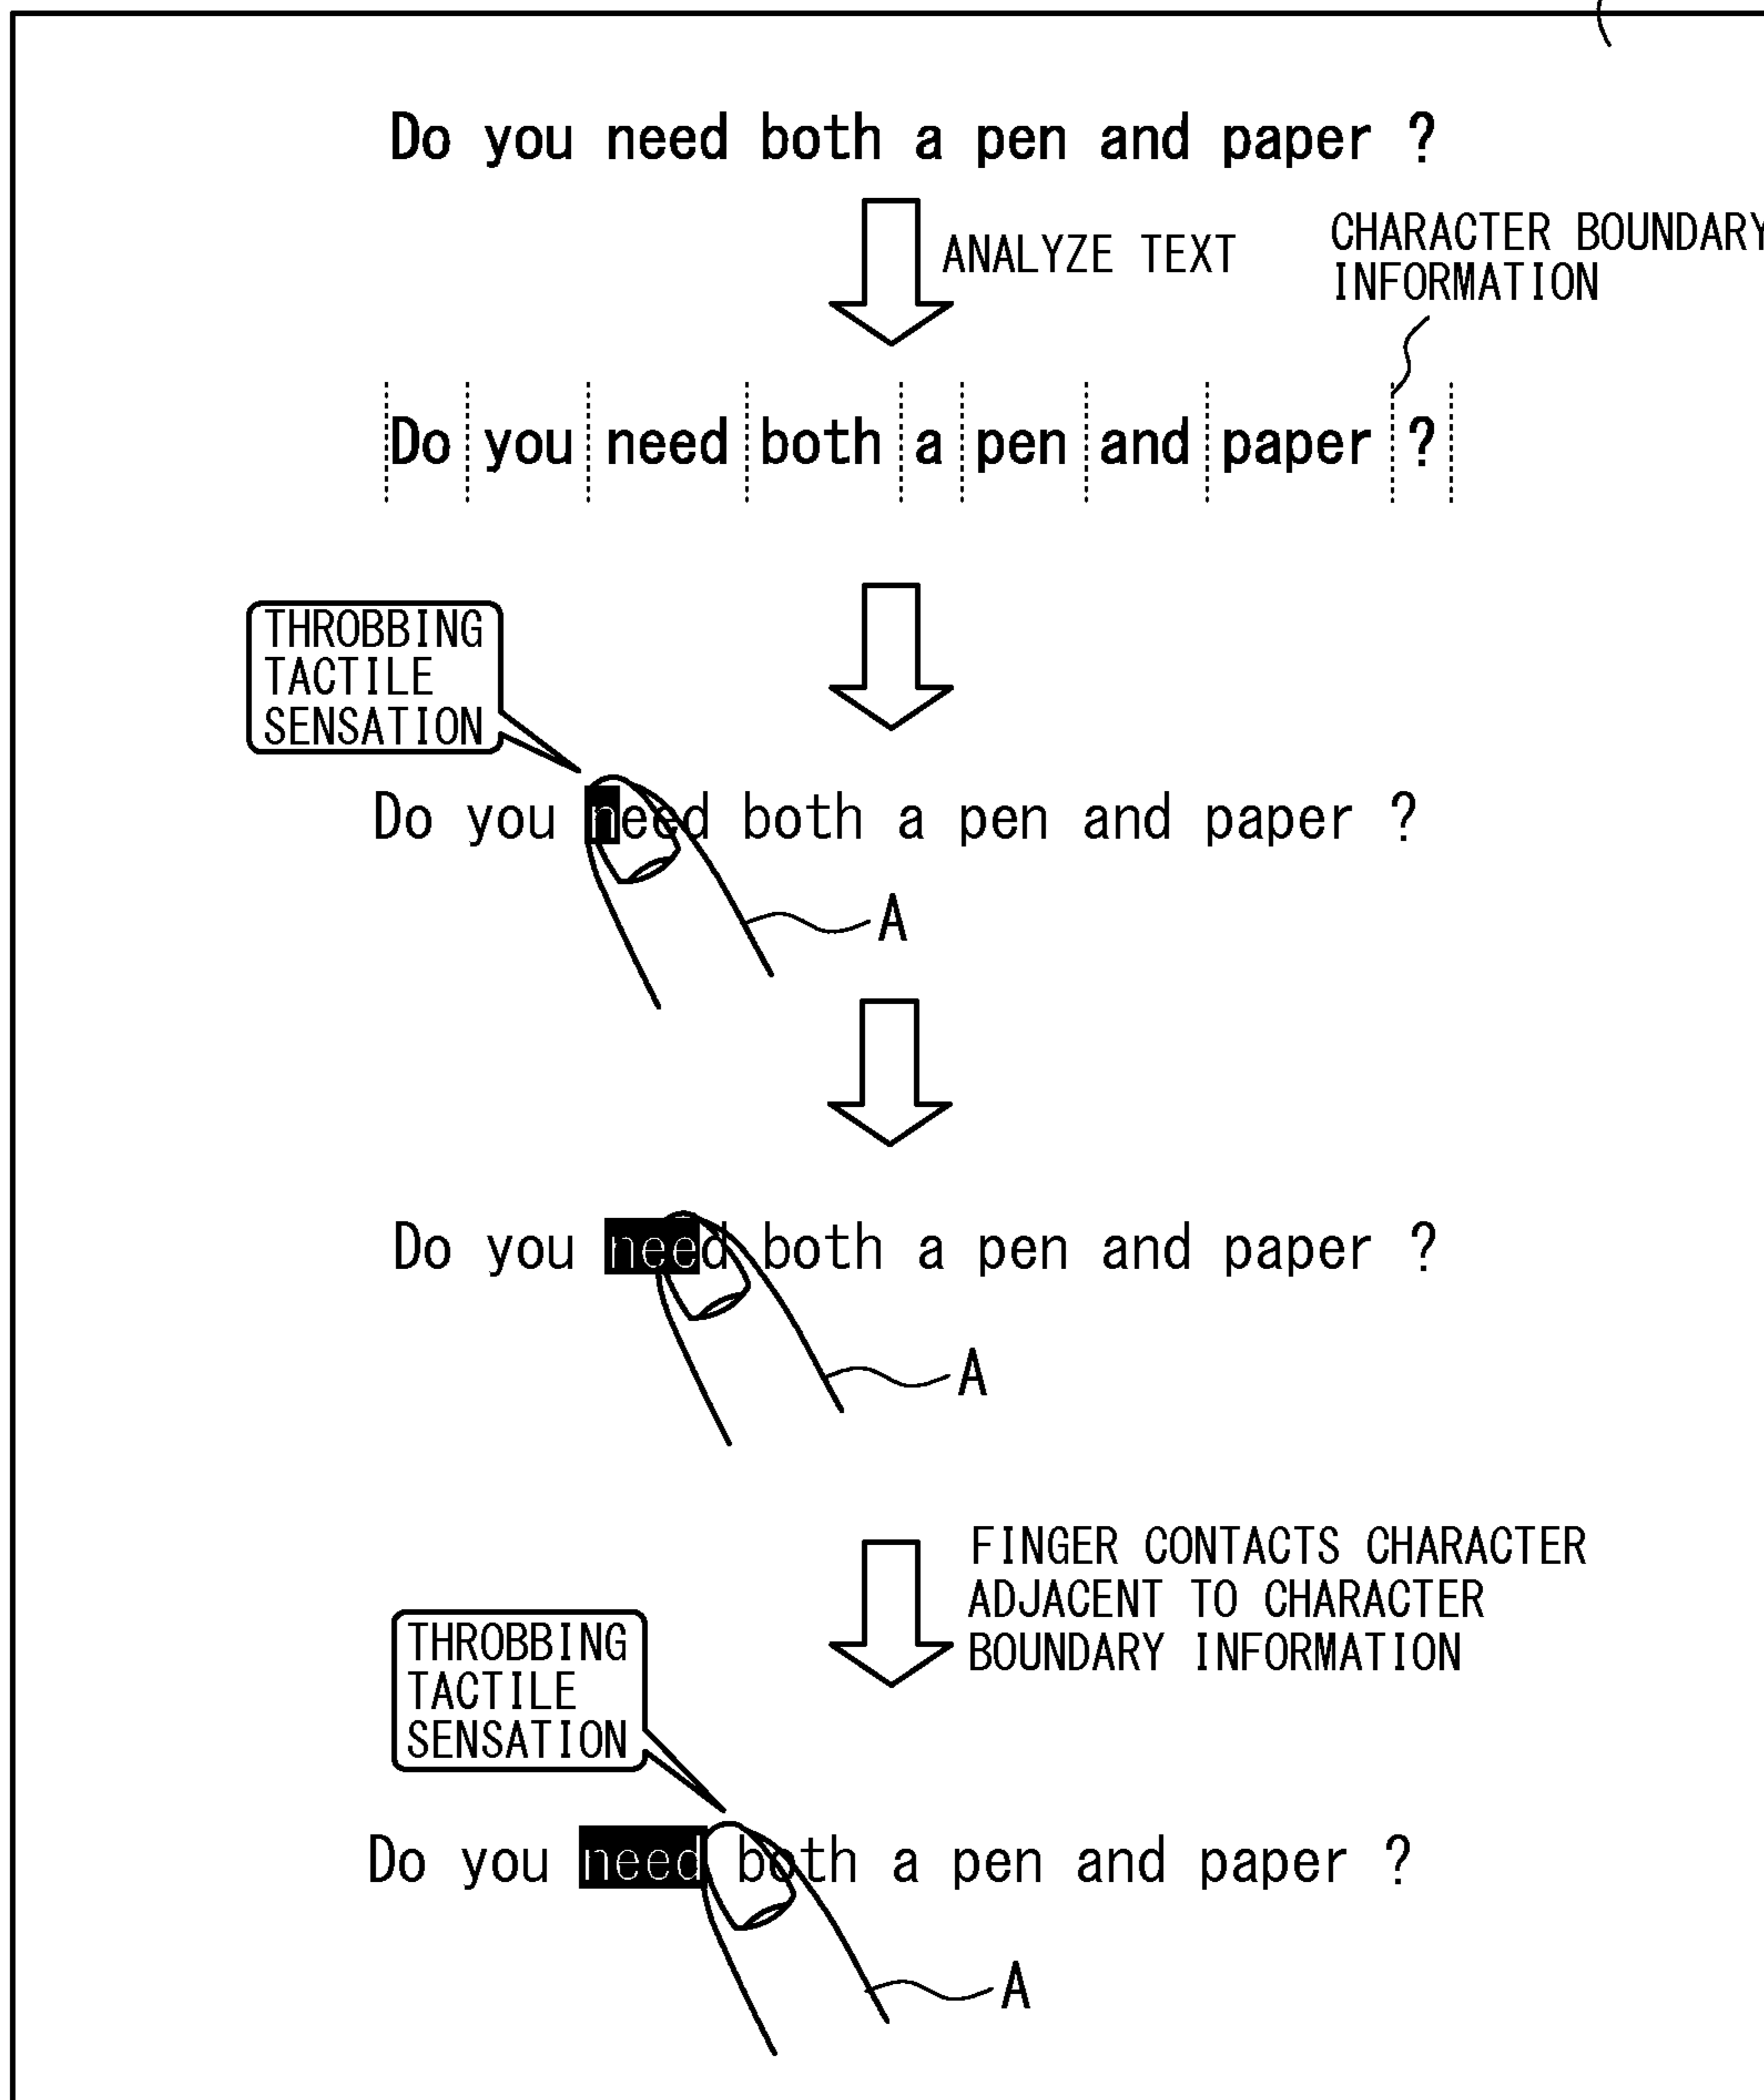 Do you need both a pen and paper ?
ANALYZE TEXT
CHARACTER BOUNDARY
INFORMATION
Do you need both a pen and paper ?
THROBBING
TACTILE
SENSATION
Do you need both a pen and paper ?
A
Do you need both a pen and paper ?
A
FINGER CONTACTS CHARACTER
ADJACENT TO CHARACTER
BOUNDARY INFORMATION
THROBBING
TACTILE
SENSATION
Do you need both a pen and paper ?
A